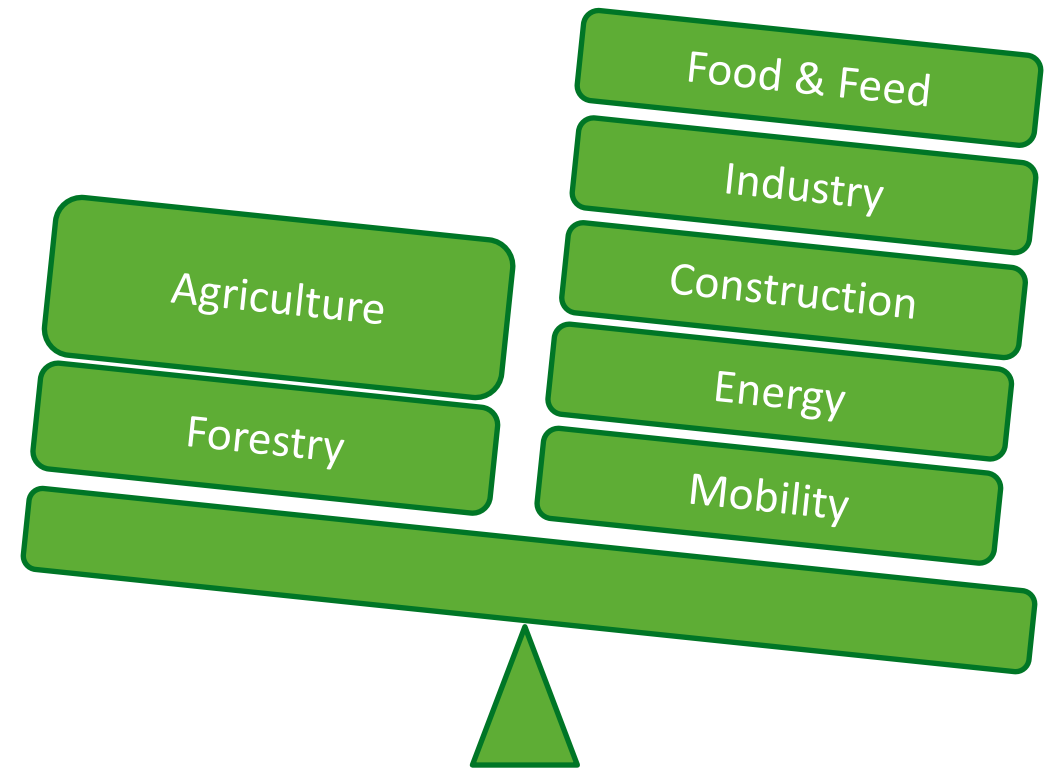 Agriculture
Forestry
Food & Feed
Industry
Construction
Energy
Mobility